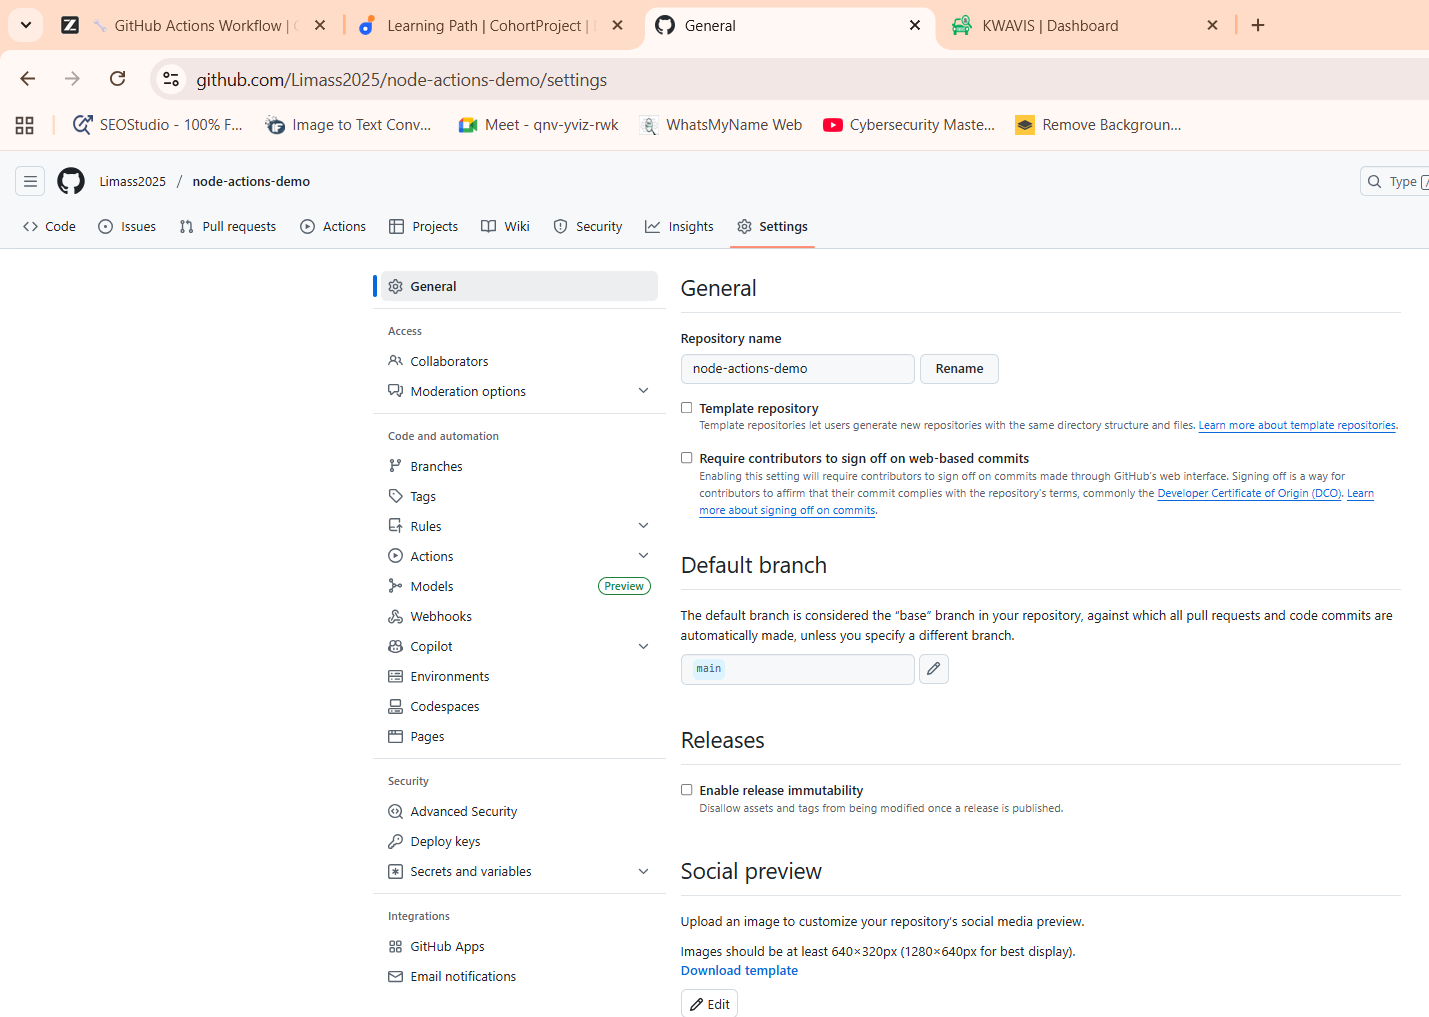 GitHub Actions Workflow |
Learning Path | CohortProject |
General
KWAVIS | Dashboard
github.com/Limass2025/node-actions-demo/settings
SEOStudio - 100% F...
Image to Text Conv...
Meet - qnv-yviz-rwk
WhatsMyName Web
Cybersecurity Maste...
Remove Backgroun...
Limass2025 / node-actions-demo
Type /
Code
Issues
Pull requests
Actions
Projects
Wiki
Security
Insights
Settings
General
Access
Collaborators
Moderation options
Code and automation
Branches
Tags
Rules
Actions
Models Preview
Webhooks
Copilot
Environments
Codespaces
Pages
Security
Advanced Security
Deploy keys
Secrets and variables
Integrations
GitHub Apps
Email notifications
General
Repository name
node-actions-demo Rename
Template repository
Template repositories let users generate new repositories with the same directory structure and files. Learn more about template repositories.
Require contributors to sign off on web-based commits
Enabling this setting will require contributors to sign off on commits made through GitHub's web interface. Signing off is a way for
contributors to affirm that their commit complies with the repository's terms, commonly the Developer Certificate of Origin (DCO). Learn
more about signing off on commits.
Default branch
The default branch is considered the “base” branch in your repository, against which all pull requests and code commits are
automatically made, unless you specify a different branch.
main
Releases
Enable release immutability
Disallow assets and tags from being modified once a release is published.
Social preview
Upload an image to customize your repository's social media preview.
Images should be at least 640×320px (1280×640px for best display).
Download template
Edit